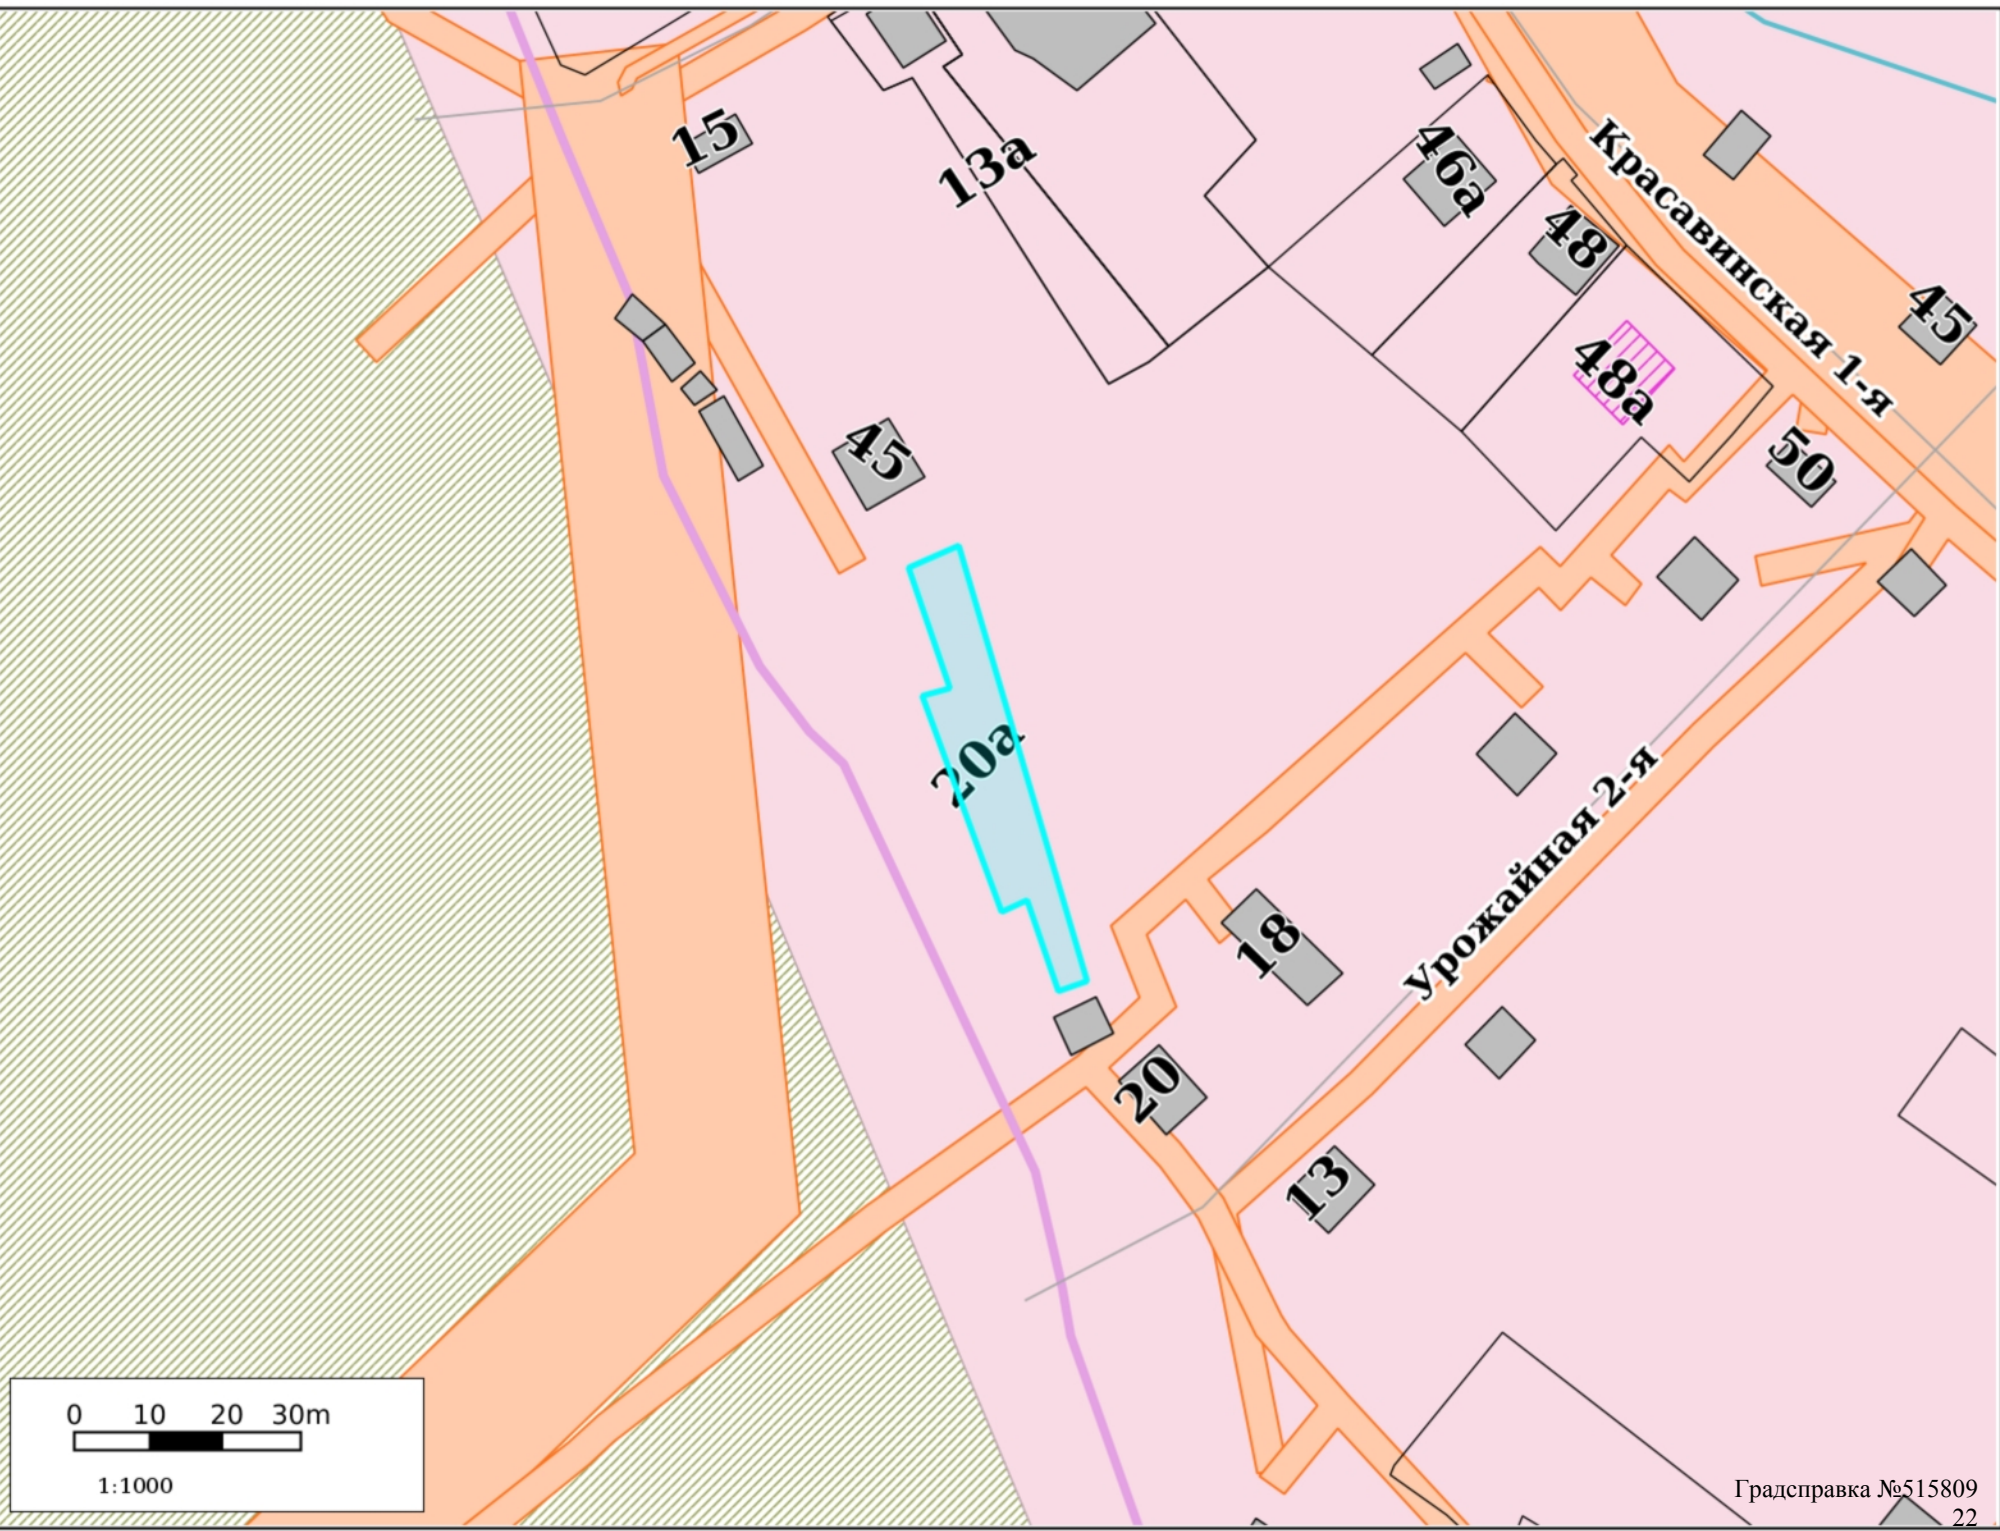 15
13а
46а
48
Красавинская 1-я
45
48а
45
50
20а
Урожайная 2-я
18
20
13
0 10 20 30m
1:1000
Градсправка №515809
22